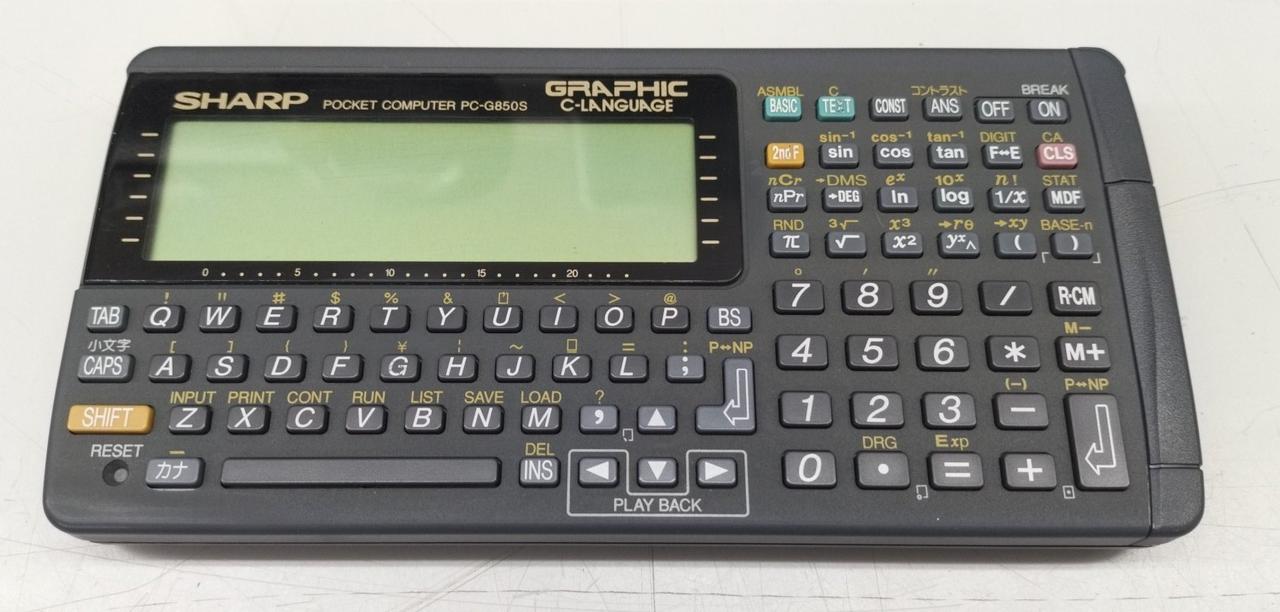 SHARP POCKET COMPUTER PC-G850S GRAPHIC
C-LANGUAGE
0 5 10 15 20
ASMBL C コントラスト BREAK
BASIC TEXT CONST ANS OFF ON
sin⁻¹ cos⁻¹ tan⁻¹ DIGIT CA
2ndF sin cos tan F↔E CLS
nCr →DMS eˣ 10ˣ n! STAT
nPr →DEG ln log 1/x MDF
RND ³√ x³ →rθ →xy BASE-n
π √ x² yˣ^ ( )
° ′ ″
7 8 9 / R·CM
M−
4 5 6 * M+
(−) P↔NP
1 2 3 −
DRG Exp
0 • = +
! " # $ % & < > @
TAB Q W E R T Y U I O P BS
小文字 [ ] { } ¥ ¦ ~ = : P↔NP
CAPS A S D F G H J K L ;
INPUT PRINT CONT RUN LIST SAVE LOAD ?
SHIFT Z X C V B N M , ▲
RESET DEL
カナ INS ◀ ▼ ▶
PLAY BACK